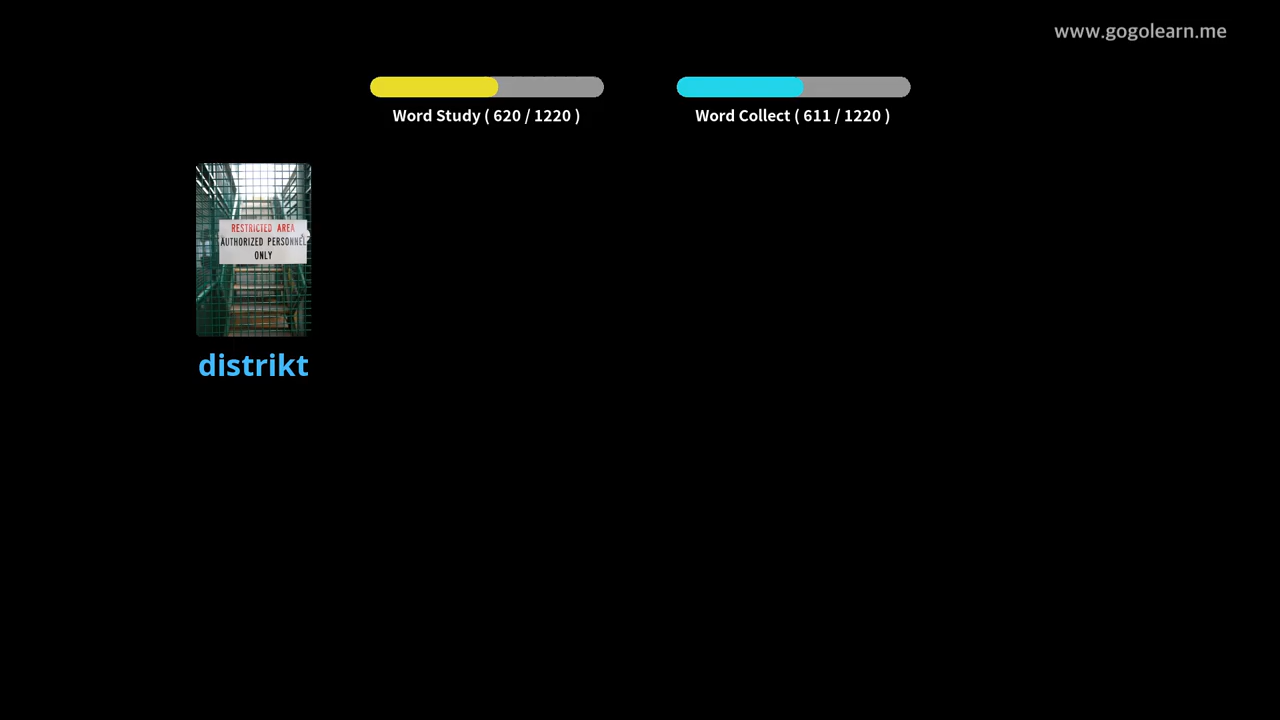 www.gogolearn.me
Word Study ( 620 / 1220 )
Word Collect ( 611 / 1220 )
RESTRICTED AREA
AUTHORIZED PERSONNEL
ONLY
distrikt